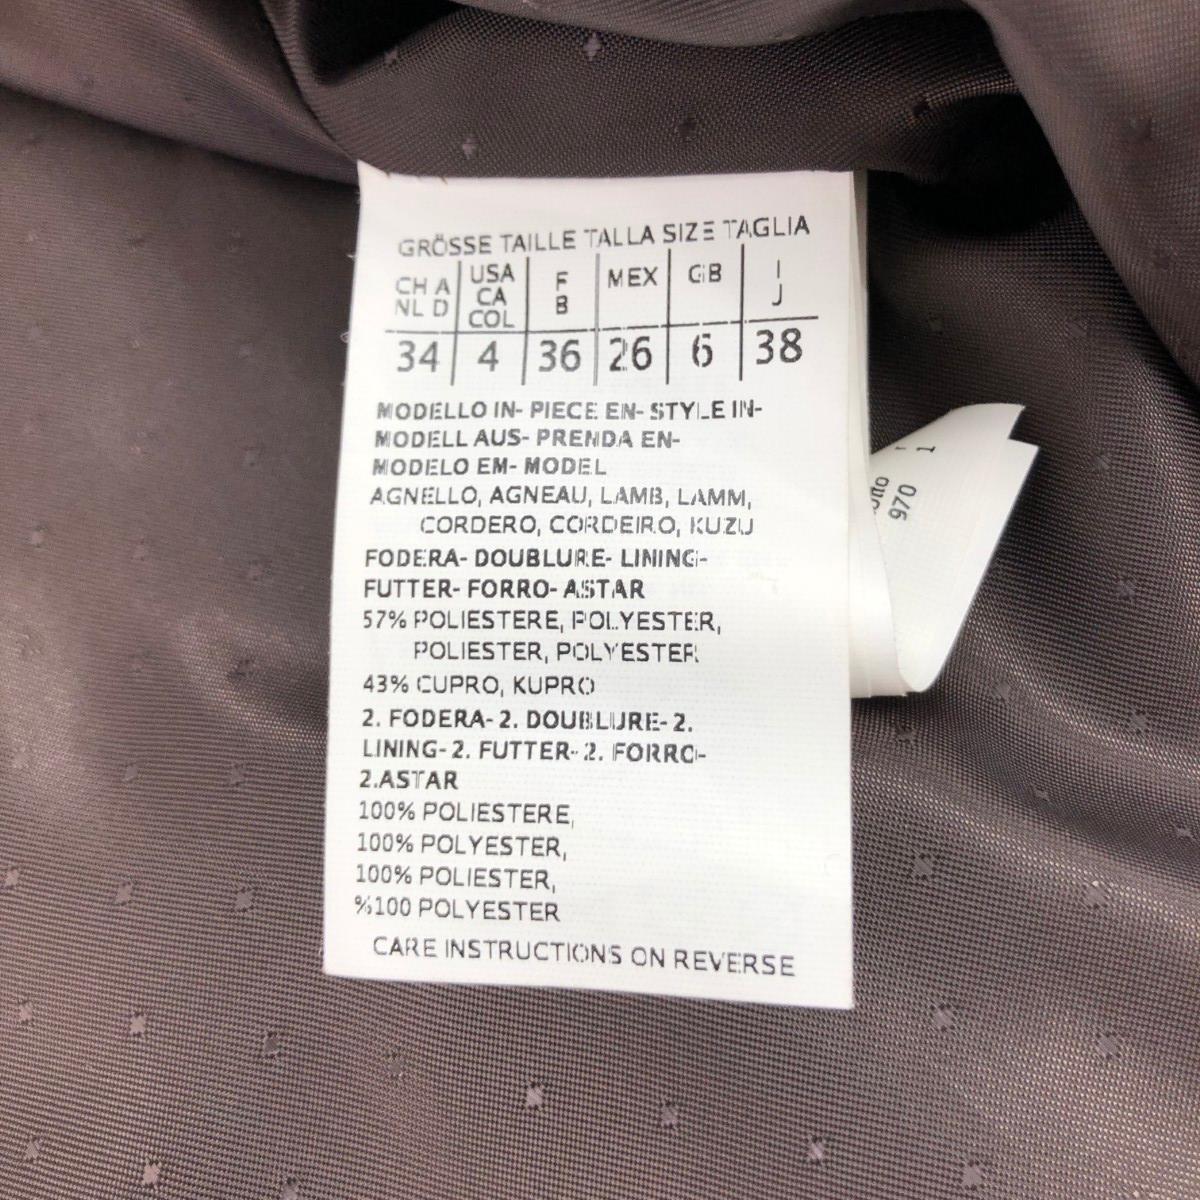 GRÖSSE TAILLE TALLA SIZE TAGLIA
CH A USA F MEX GB I
NL D CA B J
COL
34 4 36 26 6 38
MODELLO IN- PIECE EN- STYLE IN-
MODELL AUS- PRENDA EN-
MODELO EM- MODEL
AGNELLO, AGNEAU, LAMB, LAMM,
CORDERO, CORDEIRO, KUZU
FODERA- DOUBLURE- LINING-
FUTTER- FORRO- ASTAR
57% POLIESTERE, POLYESTER,
POLIESTER, POLYESTER
43% CUPRO, KUPRO
2. FODERA- 2. DOUBLURE- 2.
LINING- 2. FUTTER- 2. FORRO-
2.ASTAR
100% POLIESTERE,
100% POLYESTER,
100% POLIESTER,
%100 POLYESTER
CARE INSTRUCTIONS ON REVERSE
970 1